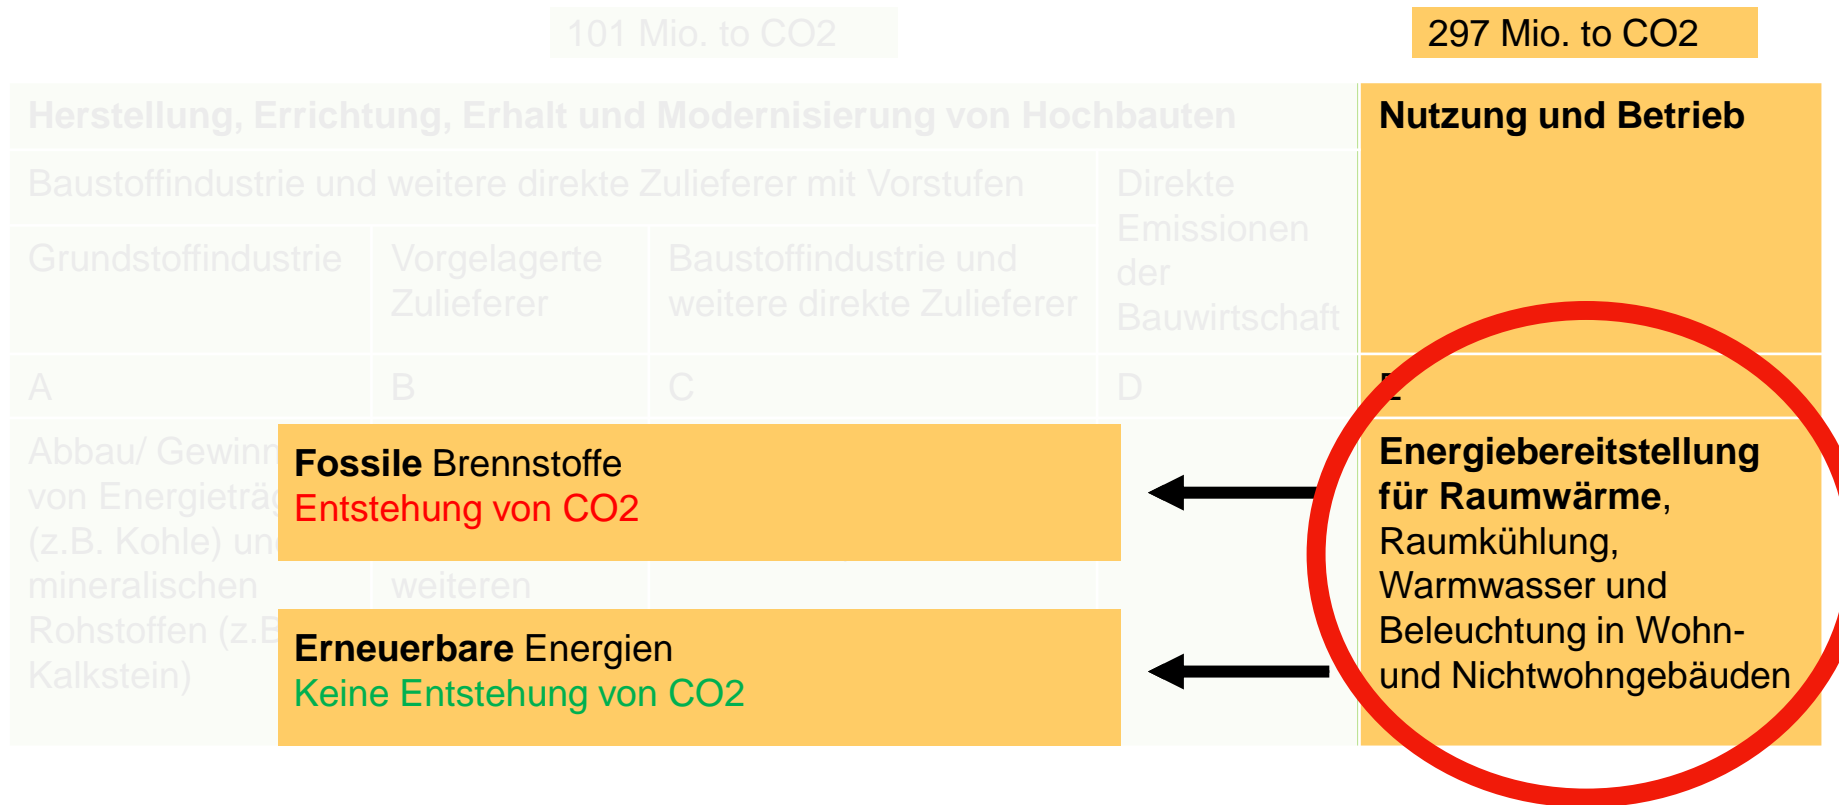 101 Mio. to CO2
297 Mio. to CO2
Herstellung, Errichtung, Erhalt und Modernisierung von Hochbauten
Nutzung und Betrieb
Baustoffindustrie und weitere direkte Zulieferer mit Vorstufen
Direkte
Emissionen
der
Bauwirtschaft
Grundstoffindustrie
Vorgelagerte
Zulieferer
Baustoffindustrie und
weitere direkte Zulieferer
A
B
C
D
Abbau/
von
(z.B. Kohle)
mineralischen
Rohstoffen
Kalkstein)
weiteren
Fossile Brennstoffe
Entstehung von CO2
Erneuerbare Energien
Keine Entstehung von CO2
Energiebereitstellung
für Raumwärme,
Raumkühlung,
Warmwasser und
Beleuchtung in Wohn-
und Nichtwohngebäuden